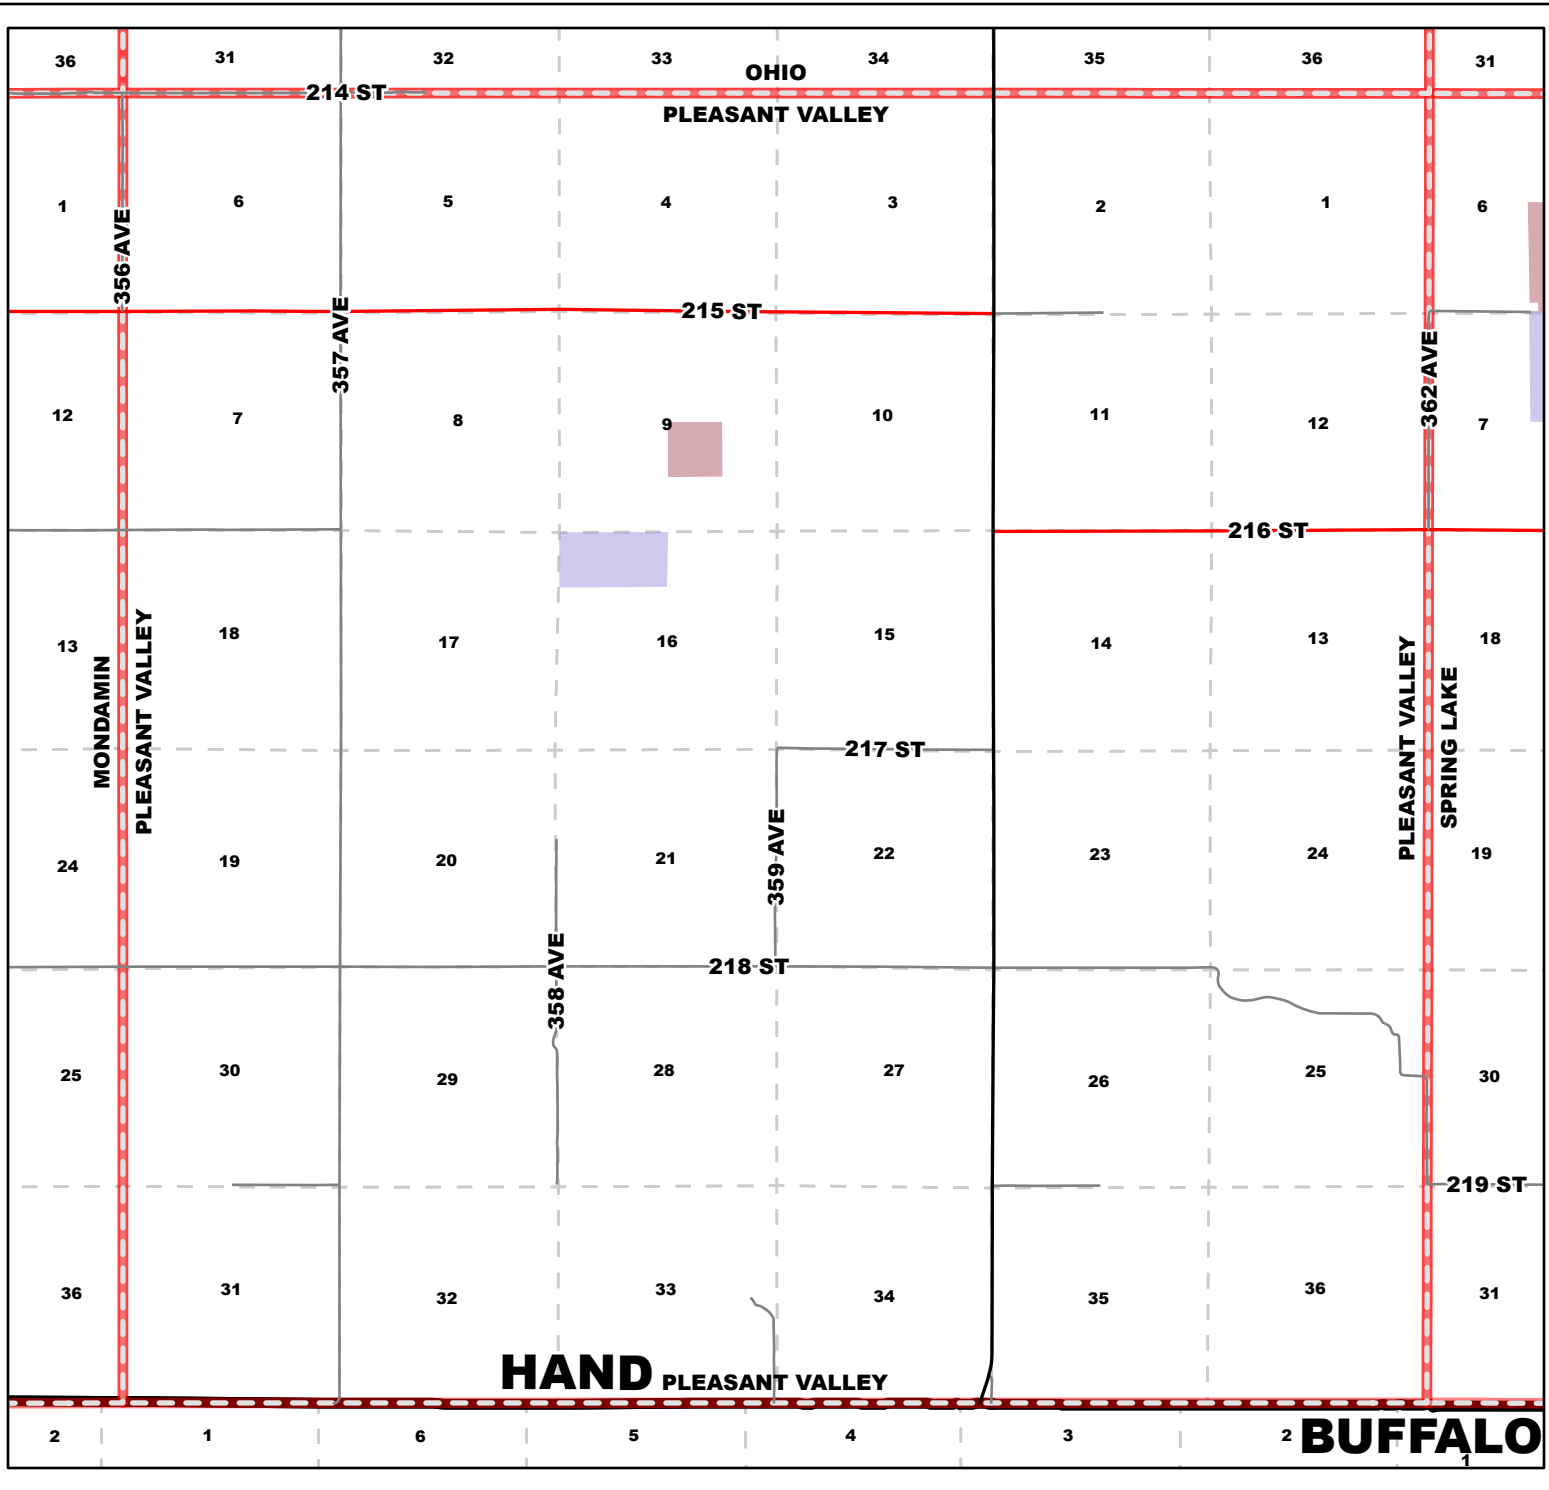 36 31 32 33 34 35 36 31
OHIO
214 ST
PLEASANT VALLEY
1 6 5 4 3 2 1 6
356 AVE
215 ST
357 AVE
362 AVE
12 7 8 9 10 11 12 7
216 ST
13 18 17 16 15 14 13 18
MONDAMIN
PLEASANT VALLEY
PLEASANT VALLEY
SPRING LAKE
217 ST
359 AVE
24 19 20 21 22 23 24 19
358 AVE
218 ST
25 30 29 28 27 26 25 30
219 ST
36 31 32 33 34 35 36 31
HAND PLEASANT VALLEY
2 1 6 5 4 3 2 BUFFALO
1